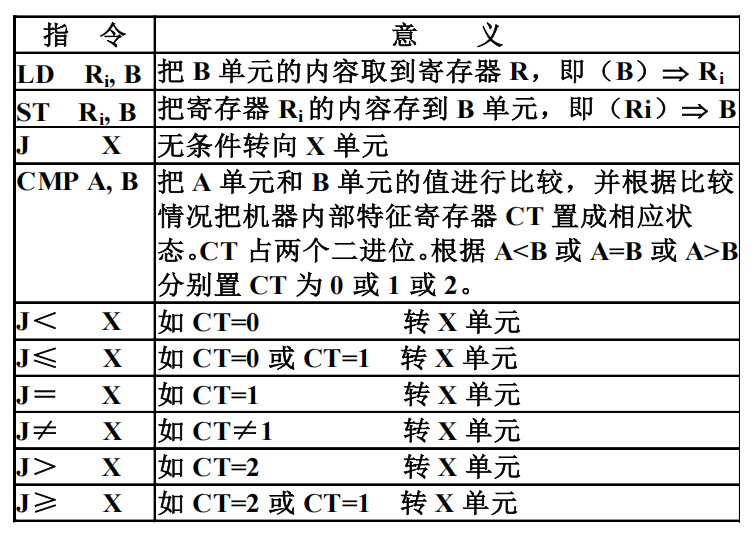 指 令 意 义
LD Ri, B 把 B 单元的内容取到寄存器 R，即（B）⇒ Ri
ST Ri, B 把寄存器 Ri 的内容存到 B 单元，即（Ri）⇒ B
J X 无条件转向 X 单元
CMP A, B 把 A 单元和 B 单元的值进行比较，并根据比较
情况把机器内部特征寄存器 CT 置成相应状
态。CT 占两个二进位。根据 A<B 或 A=B 或 A>B
分别置 CT 为 0 或 1 或 2。
J＜ X 如 CT=0 转 X 单元
J≤ X 如 CT=0 或 CT=1 转 X 单元
J＝ X 如 CT=1 转 X 单元
J≠ X 如 CT≠1 转 X 单元
J＞ X 如 CT=2 转 X 单元
J≥ X 如 CT=2 或 CT=1 转 X 单元